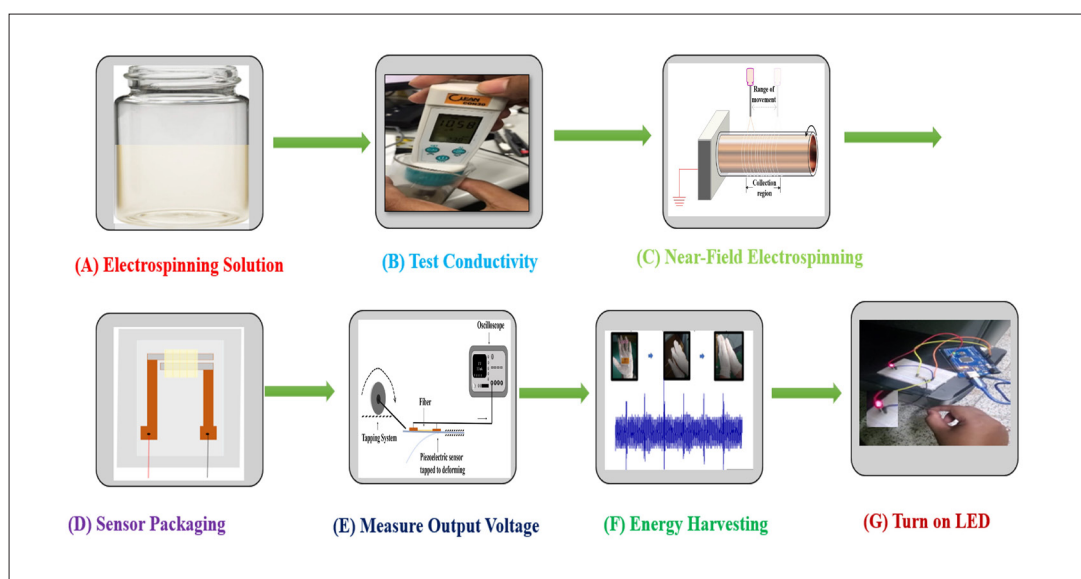 Range of
movement
Collection
region
(A) Electrospinning Solution
(B) Test Conductivity
(C) Near-Field Electrospinning
Oscilloscope
Fiber
Tapping System
Piezoelectric sensor
tapped to deforming
(D) Sensor Packaging
(E) Measure Output Voltage
(F) Energy Harvesting
(G) Turn on LED